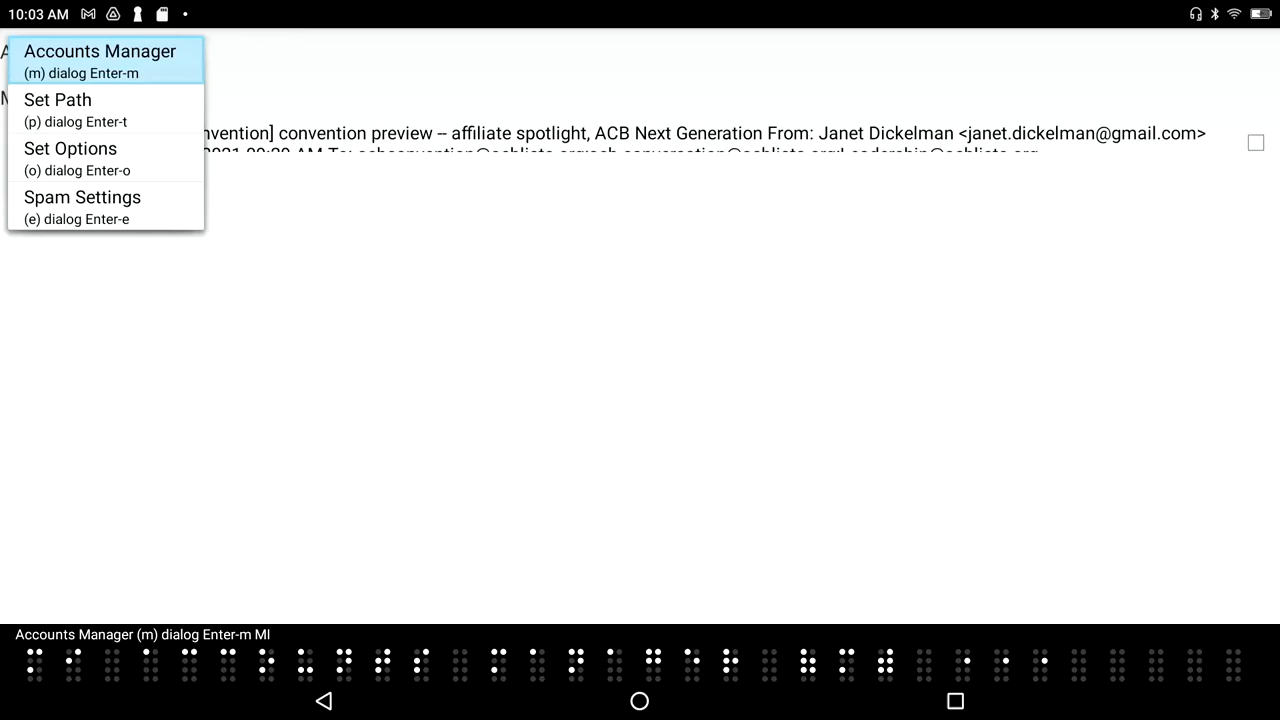 10:03 AM
A
Accounts Manager
(m) dialog Enter-m
M
Set Path
(p) dialog Enter-t
nvention] convention preview -- affiliate spotlight, ACB Next Generation From: Janet Dickelman <janet.dickelman@gmail.com>
Set Options
(o) dialog Enter-o
Spam Settings
(e) dialog Enter-e
Accounts Manager (m) dialog Enter-m MI